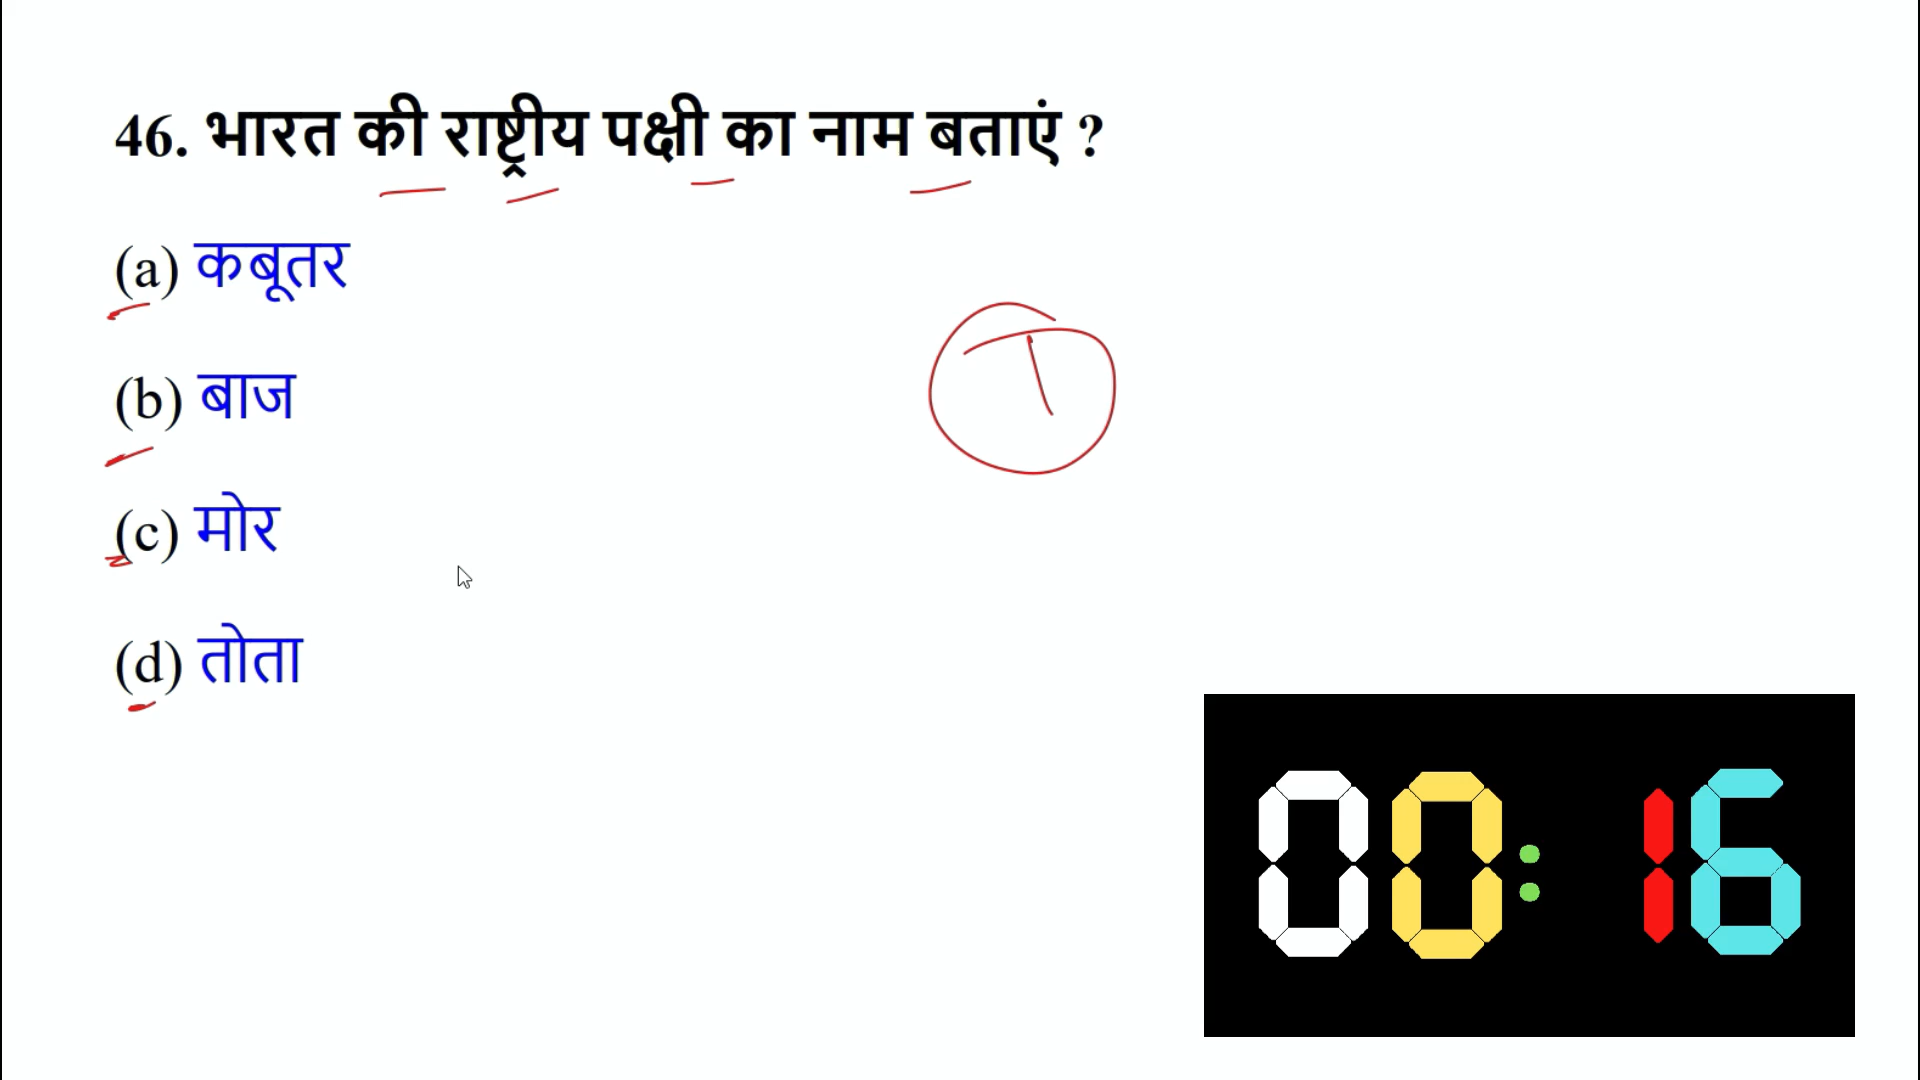 46. भारत की राष्ट्रीय पक्षी का नाम बताएं ?
(a) कबूतर
(b) बाज
(c) मोर
(d) तोता
T
00:16